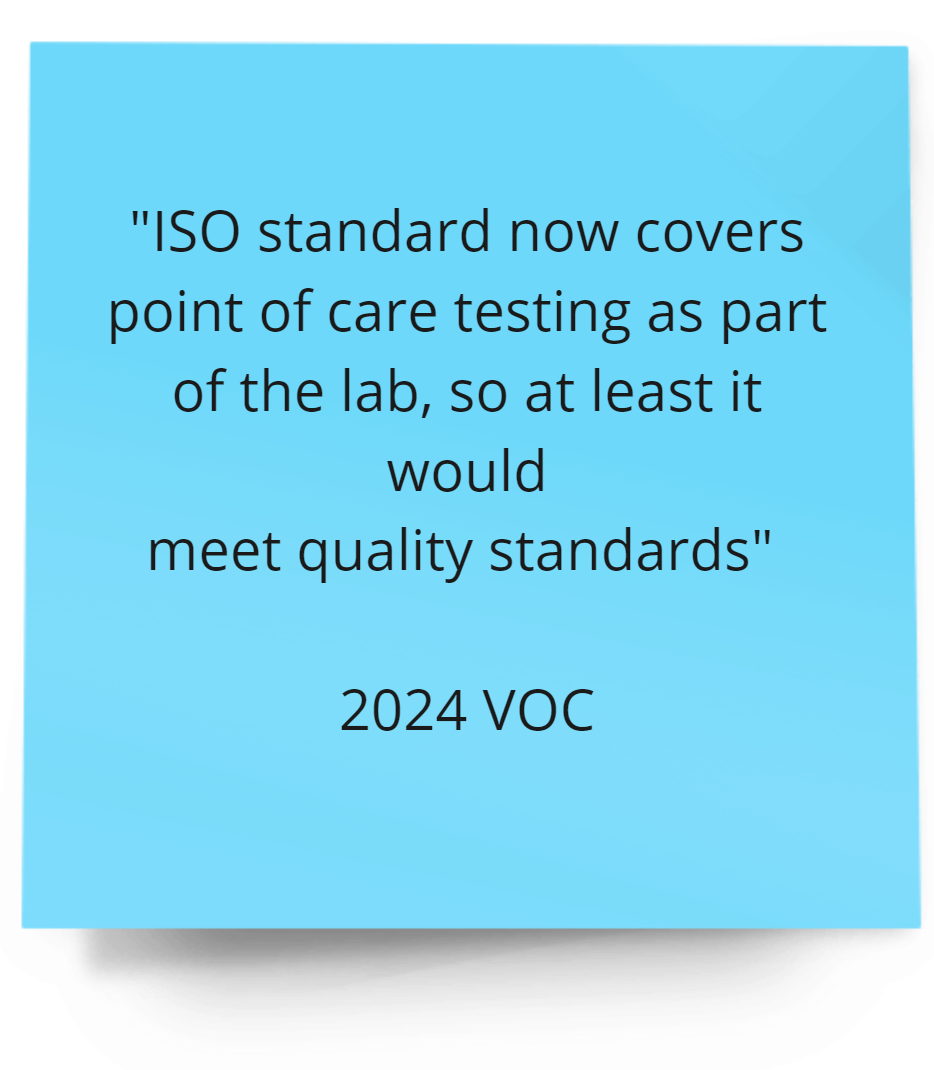 "ISO standard now covers
point of care testing as part
of the lab, so at least it
would
meet quality standards"
2024 VOC